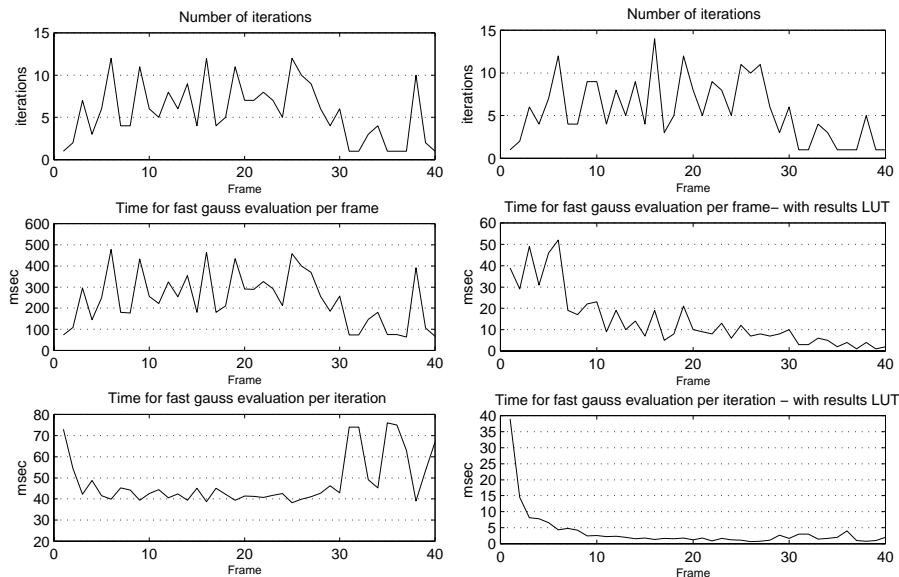 Number of iterations
15
10
5
0
iterations
0 10 20 30 40
Frame
Time for fast gauss evaluation per frame
600
500
400
300
200
100
0
msec
0 10 20 30 40
Frame
Time for fast gauss evaluation per iteration
80
70
60
50
40
30
20
msec
0 10 20 30 40
Frame
Number of iterations
15
10
5
0
iterations
0 10 20 30 40
Frame
Time for fast gauss evaluation per frame– with results LUT
60
50
40
30
20
10
0
msec
0 10 20 30 40
Frame
Time for fast gauss evaluation per iteration – with results LUT
40
35
30
25
20
15
10
5
0
msec
0 10 20 30 40
Frame